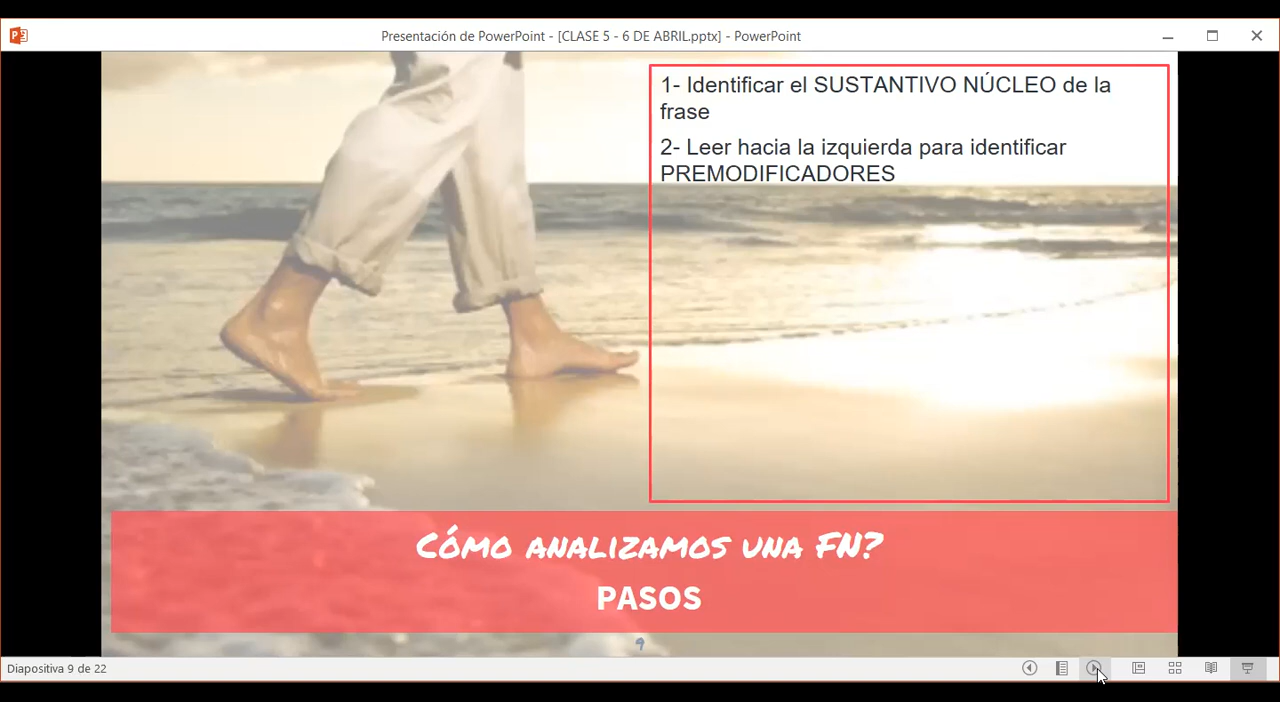 Presentación de PowerPoint - [CLASE 5 - 6 DE ABRIL.pptx] - PowerPoint
1- Identificar el SUSTANTIVO NÚCLEO de la
frase
2- Leer hacia la izquierda para identificar
PREMODIFICADORES
Cómo analizamos una FN?
PASOS
9
Diapositiva 9 de 22